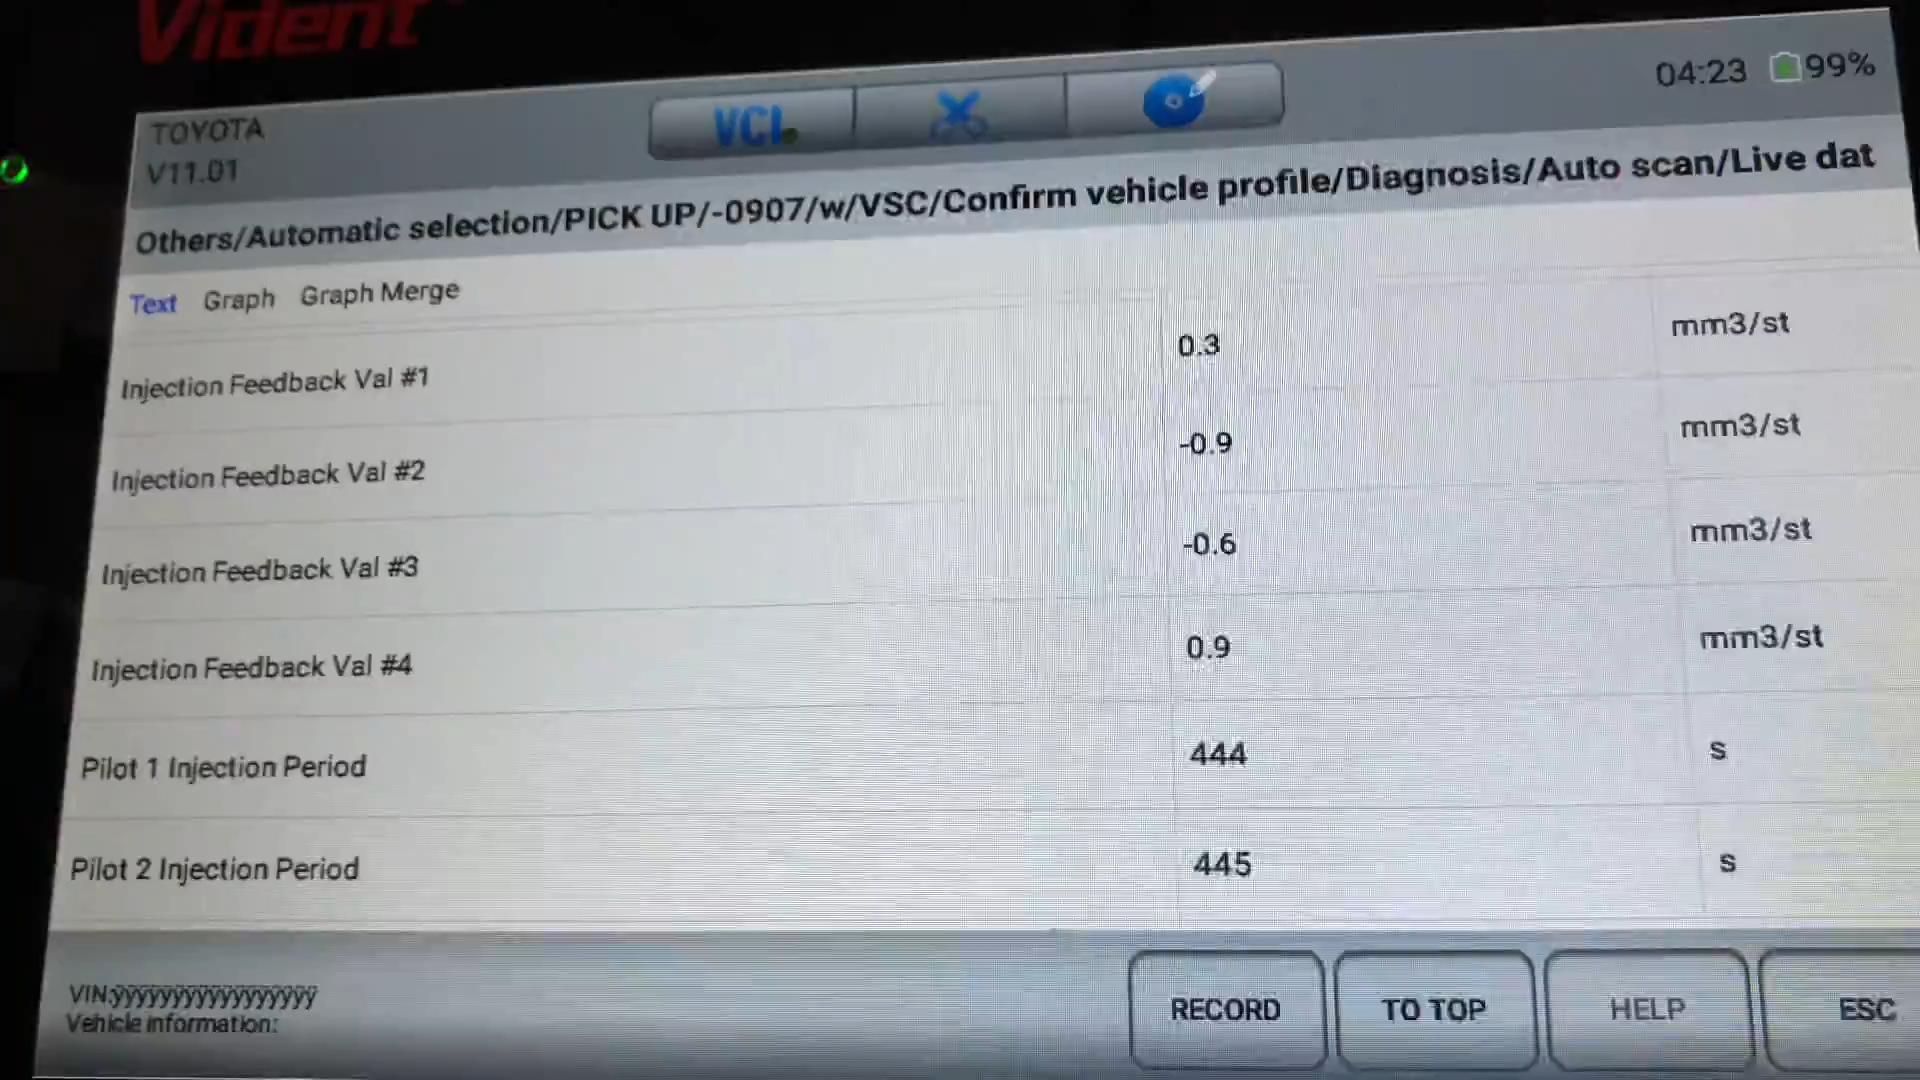 Vident
TOYOTA
V11.01
VCI
04:23 99%
Others/Automatic selection/PICK UP/-0907/w/VSC/Confirm vehicle profile/Diagnosis/Auto scan/Live dat
Text Graph Graph Merge
Injection Feedback Val #1 0.3 mm3/st
Injection Feedback Val #2 -0.9 mm3/st
Injection Feedback Val #3 -0.6 mm3/st
Injection Feedback Val #4 0.9 mm3/st
Pilot 1 Injection Period 444 s
Pilot 2 Injection Period 445 s
VIN:ÿÿÿÿÿÿÿÿÿÿÿÿÿÿÿÿÿ
Vehicle information:
RECORD TO TOP HELP ESC